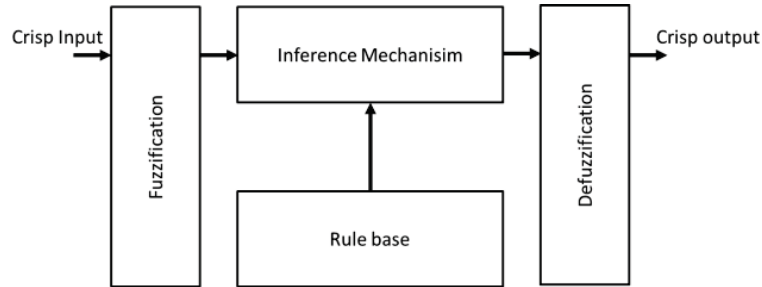 Crisp Input
Fuzzification
Inference Mechanisim
Rule base
Defuzzification
Crisp output